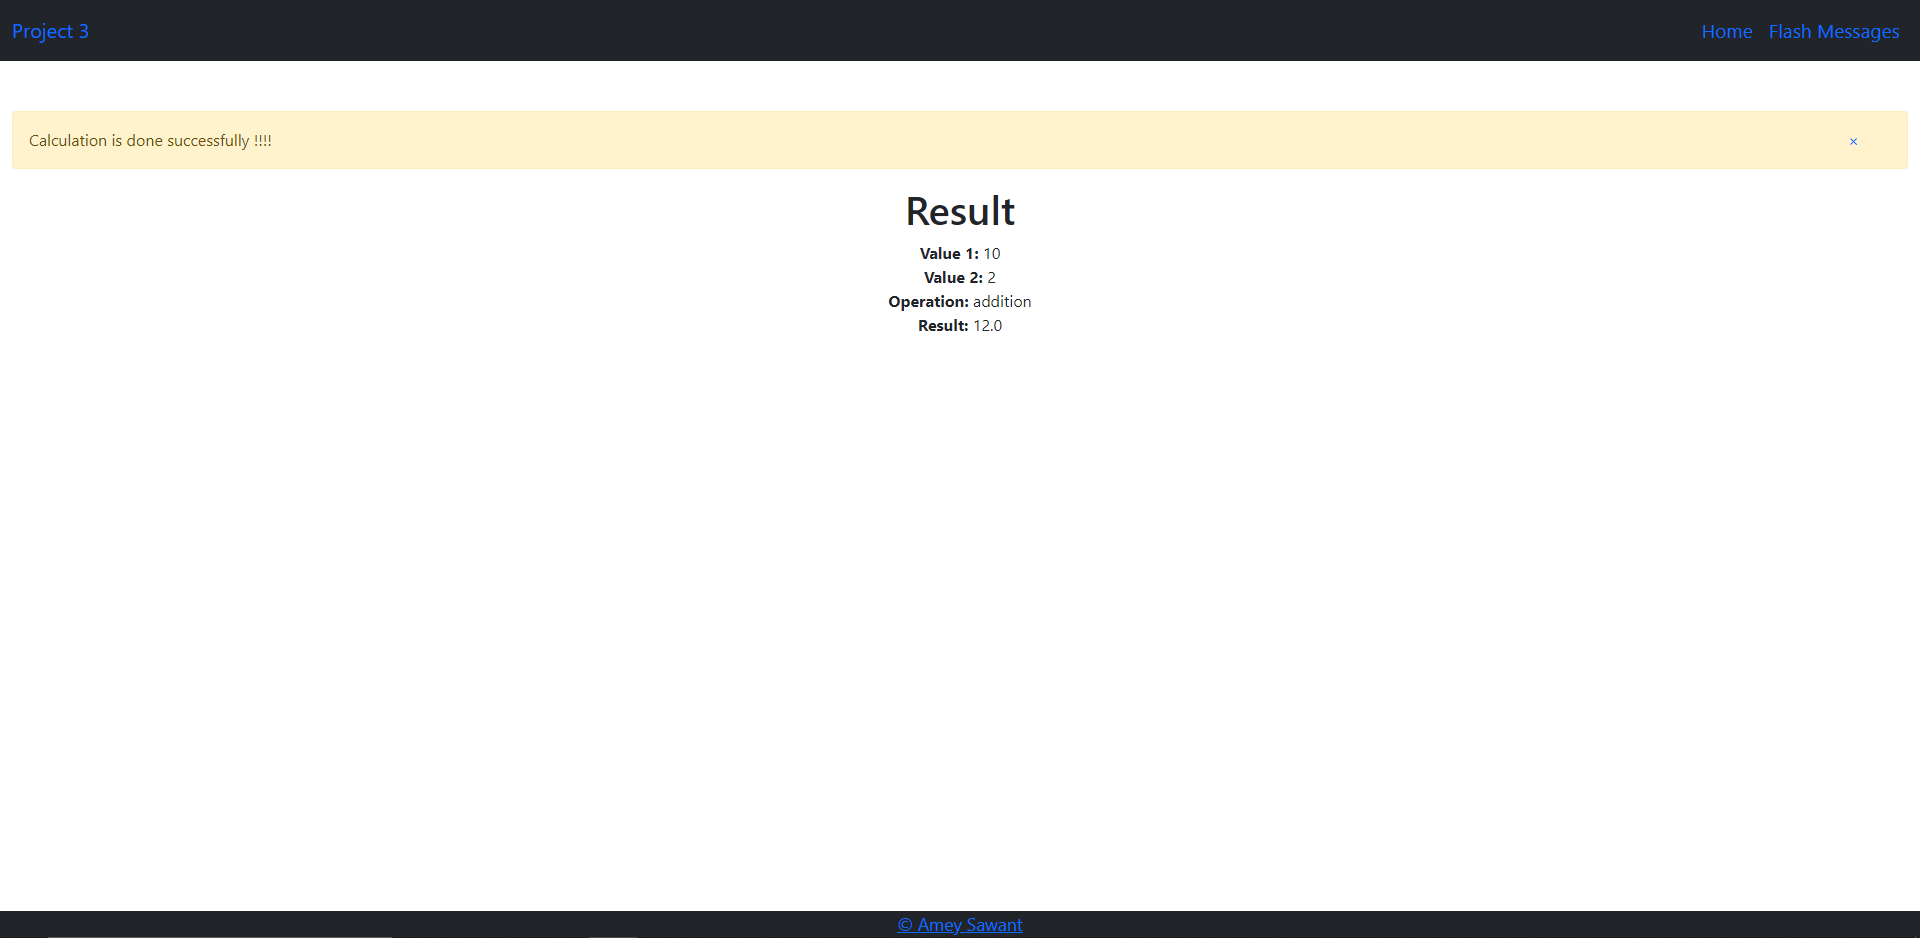 Project 3 Home Flash Messages
Calculation is done successfully !!!! ×
Result
Value 1: 10
Value 2: 2
Operation: addition
Result: 12.0
© Amey Sawant